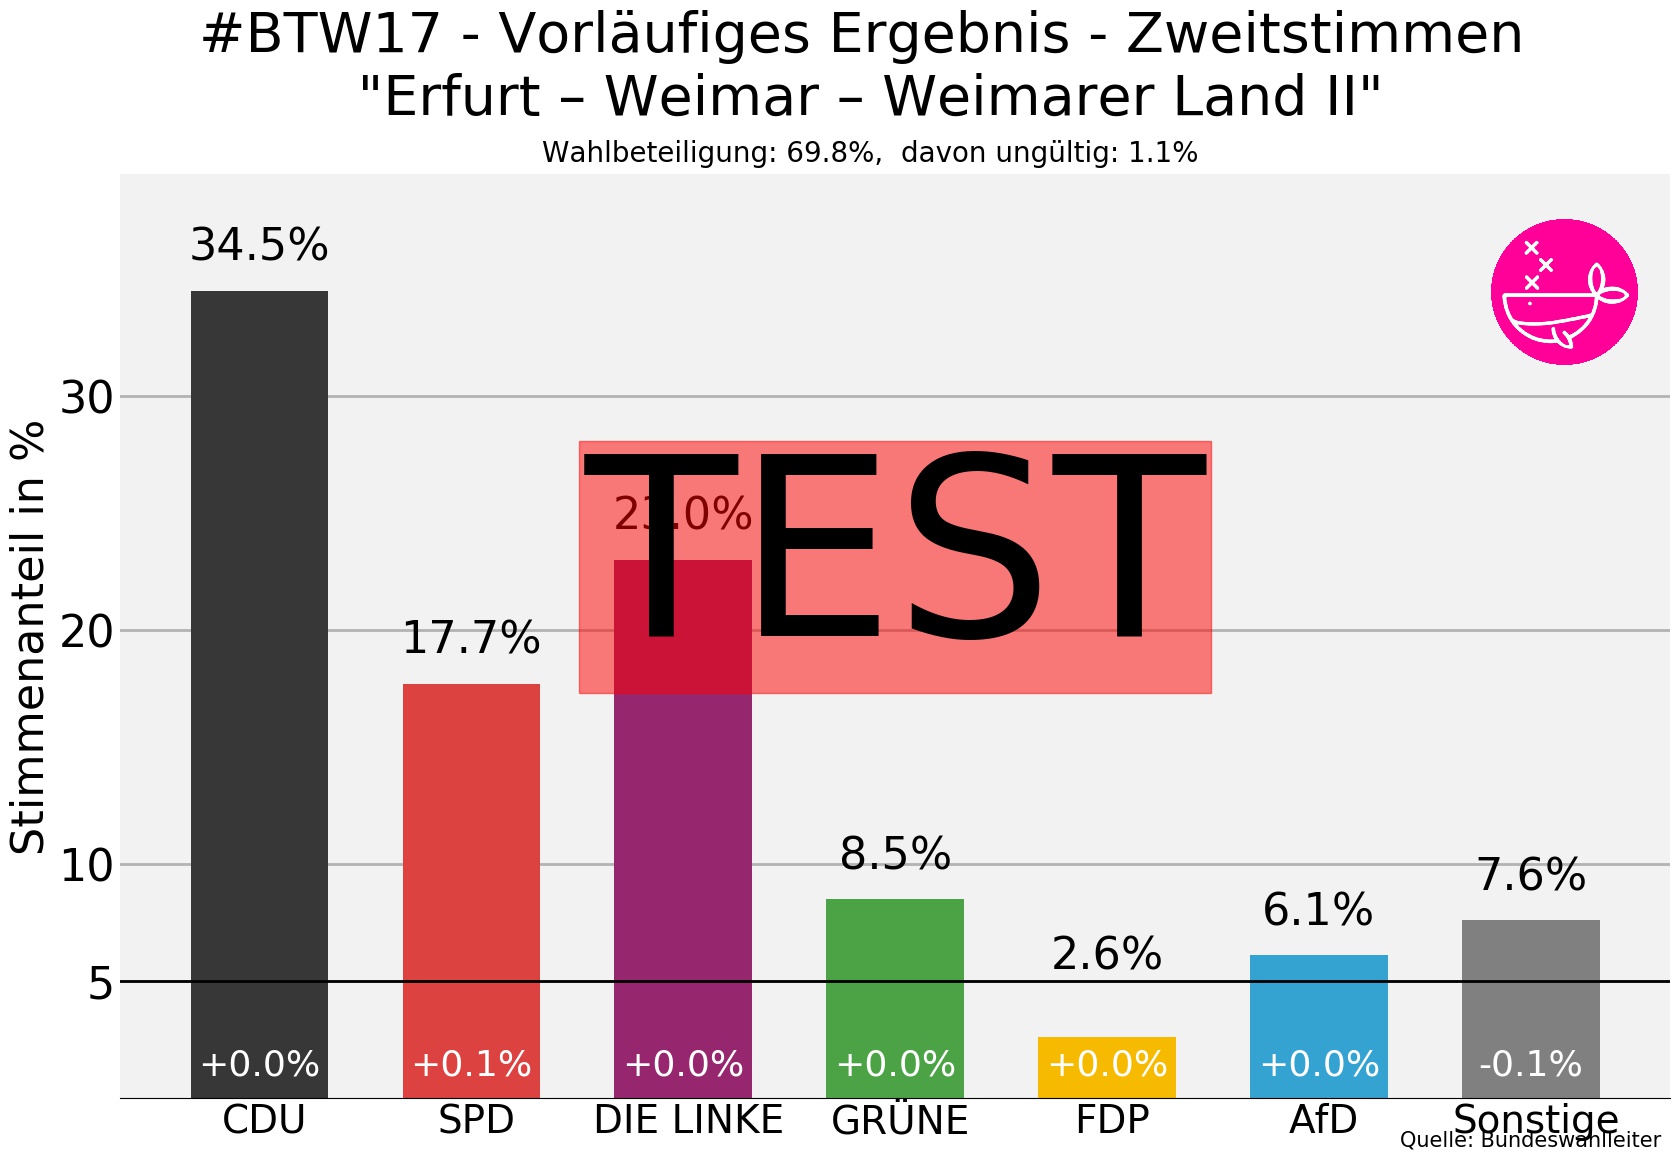 #BTW17 - Vorläufiges Ergebnis - Zweitstimmen
"Erfurt – Weimar – Weimarer Land II"
Wahlbeteiligung: 69.8%, davon ungültig: 1.1%
Stimmenanteil in %
30
20
10
5
34.5%
17.7%
23.0%
8.5%
2.6%
6.1%
7.6%
TEST
+0.0%
+0.1%
+0.0%
+0.0%
+0.0%
+0.0%
-0.1%
CDU
SPD
DIE LINKE
GRÜNE
FDP
AfD
Sonstige
Quelle: Bundeswahlleiter